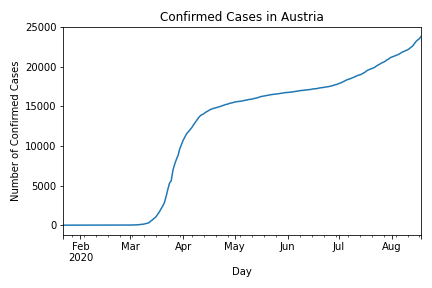 Confirmed Cases in Austria
25000
20000
15000
10000
5000
0
Number of Confirmed Cases
Feb Mar Apr May Jun Jul Aug
2020
Day